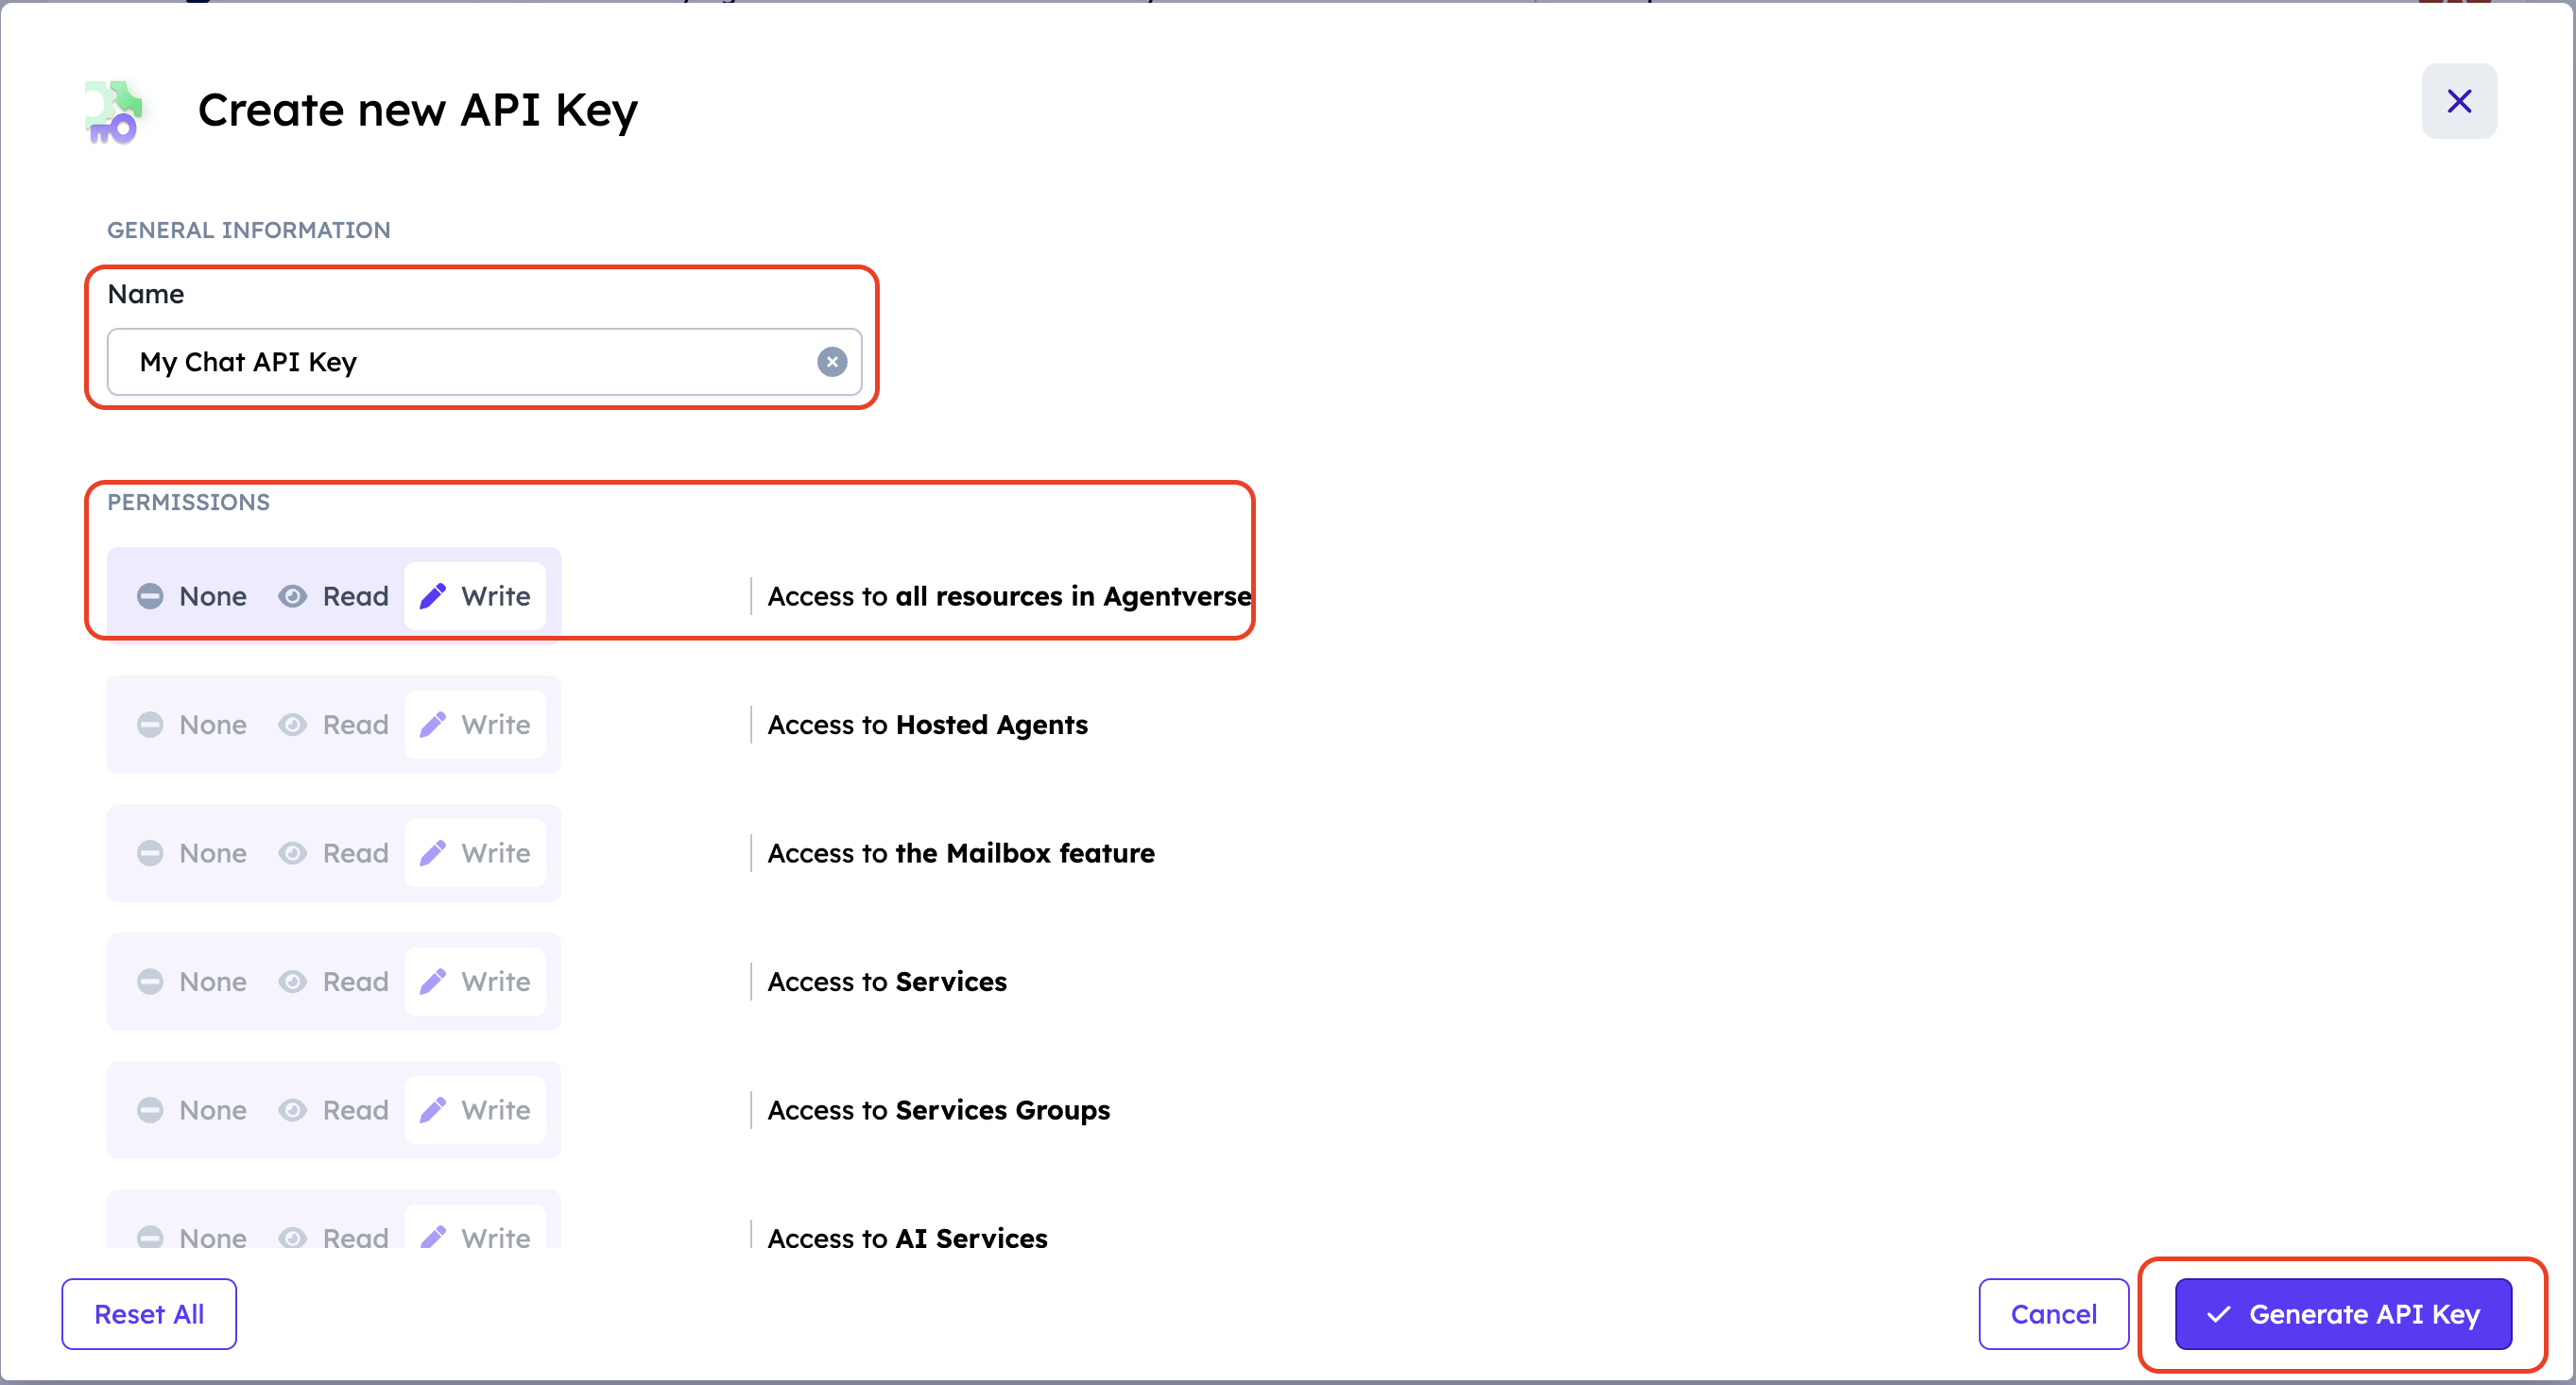 Create new API Key
GENERAL INFORMATION
Name
My Chat API Key
PERMISSIONS
None Read Write Access to all resources in Agentverse
None Read Write Access to Hosted Agents
None Read Write Access to the Mailbox feature
None Read Write Access to Services
None Read Write Access to Services Groups
None Read Write Access to AI Services
Reset All Cancel Generate API Key